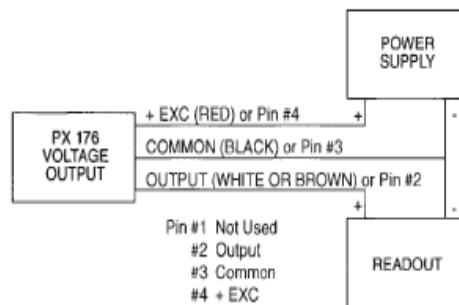 POWER
SUPPLY
+ EXC (RED) or Pin #4
+
-
PX 176
VOLTAGE
OUTPUT
COMMON (BLACK) or Pin #3
OUTPUT (WHITE OR BROWN) or Pin #2
+
-
Pin #1 Not Used
#2 Output
#3 Common
#4 + EXC
READOUT